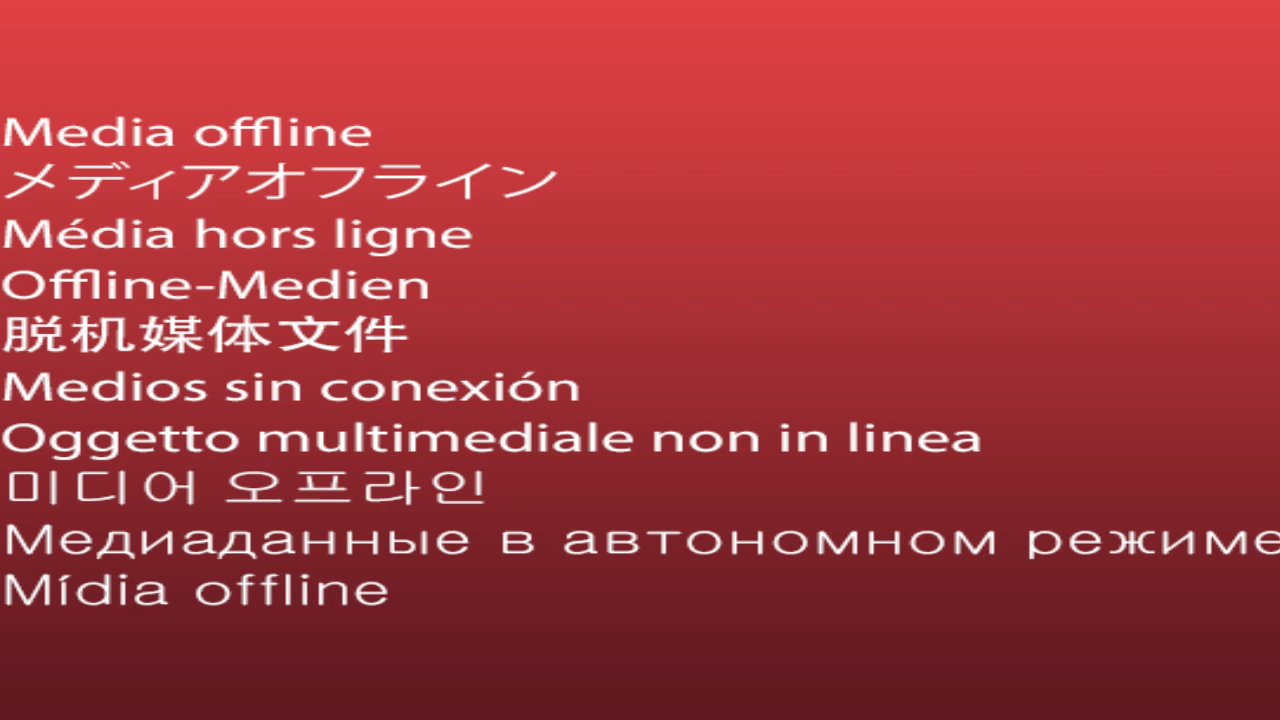 Media offline
メディアオフライン
Média hors ligne
Offline-Medien
脱机媒体文件
Medios sin conexión
Oggetto multimediale non in linea
미디어 오프라인
Медиаданные в автономном режиме
Mídia offline